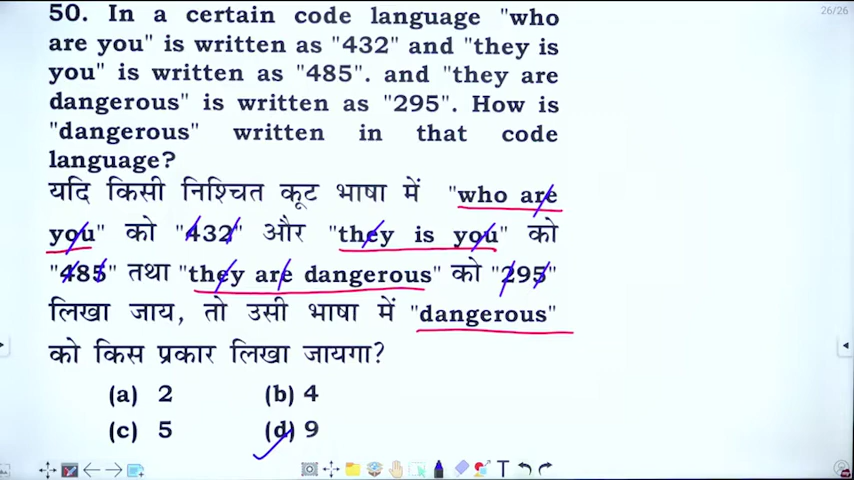 26/26
50. In a certain code language "who
are you" is written as "432" and "they is
you" is written as "485". and "they are
dangerous" is written as "295". How is
"dangerous" written in that code
language?
यदि किसी निश्चित कूट भाषा में "who are
you" को "432" और "they is you" को
"485" तथा "they are dangerous" को "295"
लिखा जाय, तो उसी भाषा में "dangerous"
को किस प्रकार लिखा जायगा?
(a) 2 (b) 4
(c) 5 (d) 9